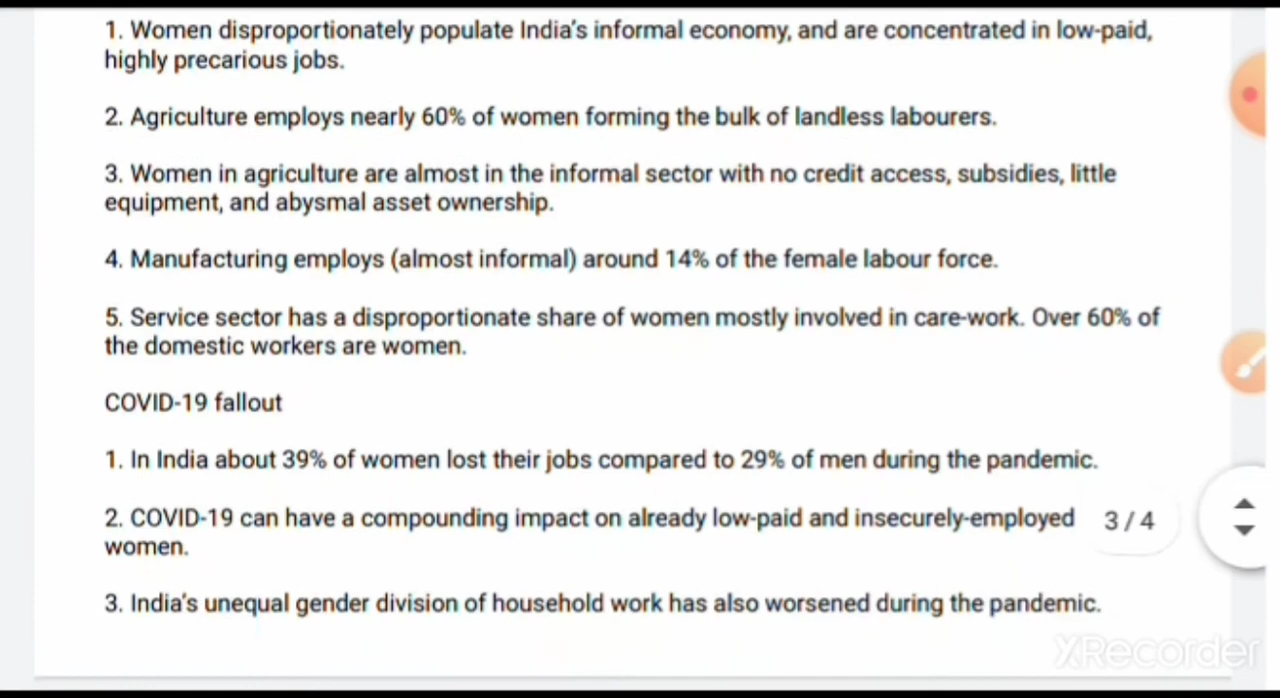 1. Women disproportionately populate India's informal economy, and are concentrated in low-paid,
highly precarious jobs.
2. Agriculture employs nearly 60% of women forming the bulk of landless labourers.
3. Women in agriculture are almost in the informal sector with no credit access, subsidies, little
equipment, and abysmal asset ownership.
4. Manufacturing employs (almost informal) around 14% of the female labour force.
5. Service sector has a disproportionate share of women mostly involved in care-work. Over 60% of
the domestic workers are women.
COVID-19 fallout
1. In India about 39% of women lost their jobs compared to 29% of men during the pandemic.
2. COVID-19 can have a compounding impact on already low-paid and insecurely-employed
women.
3 / 4
3. India's unequal gender division of household work has also worsened during the pandemic.
XRecorder